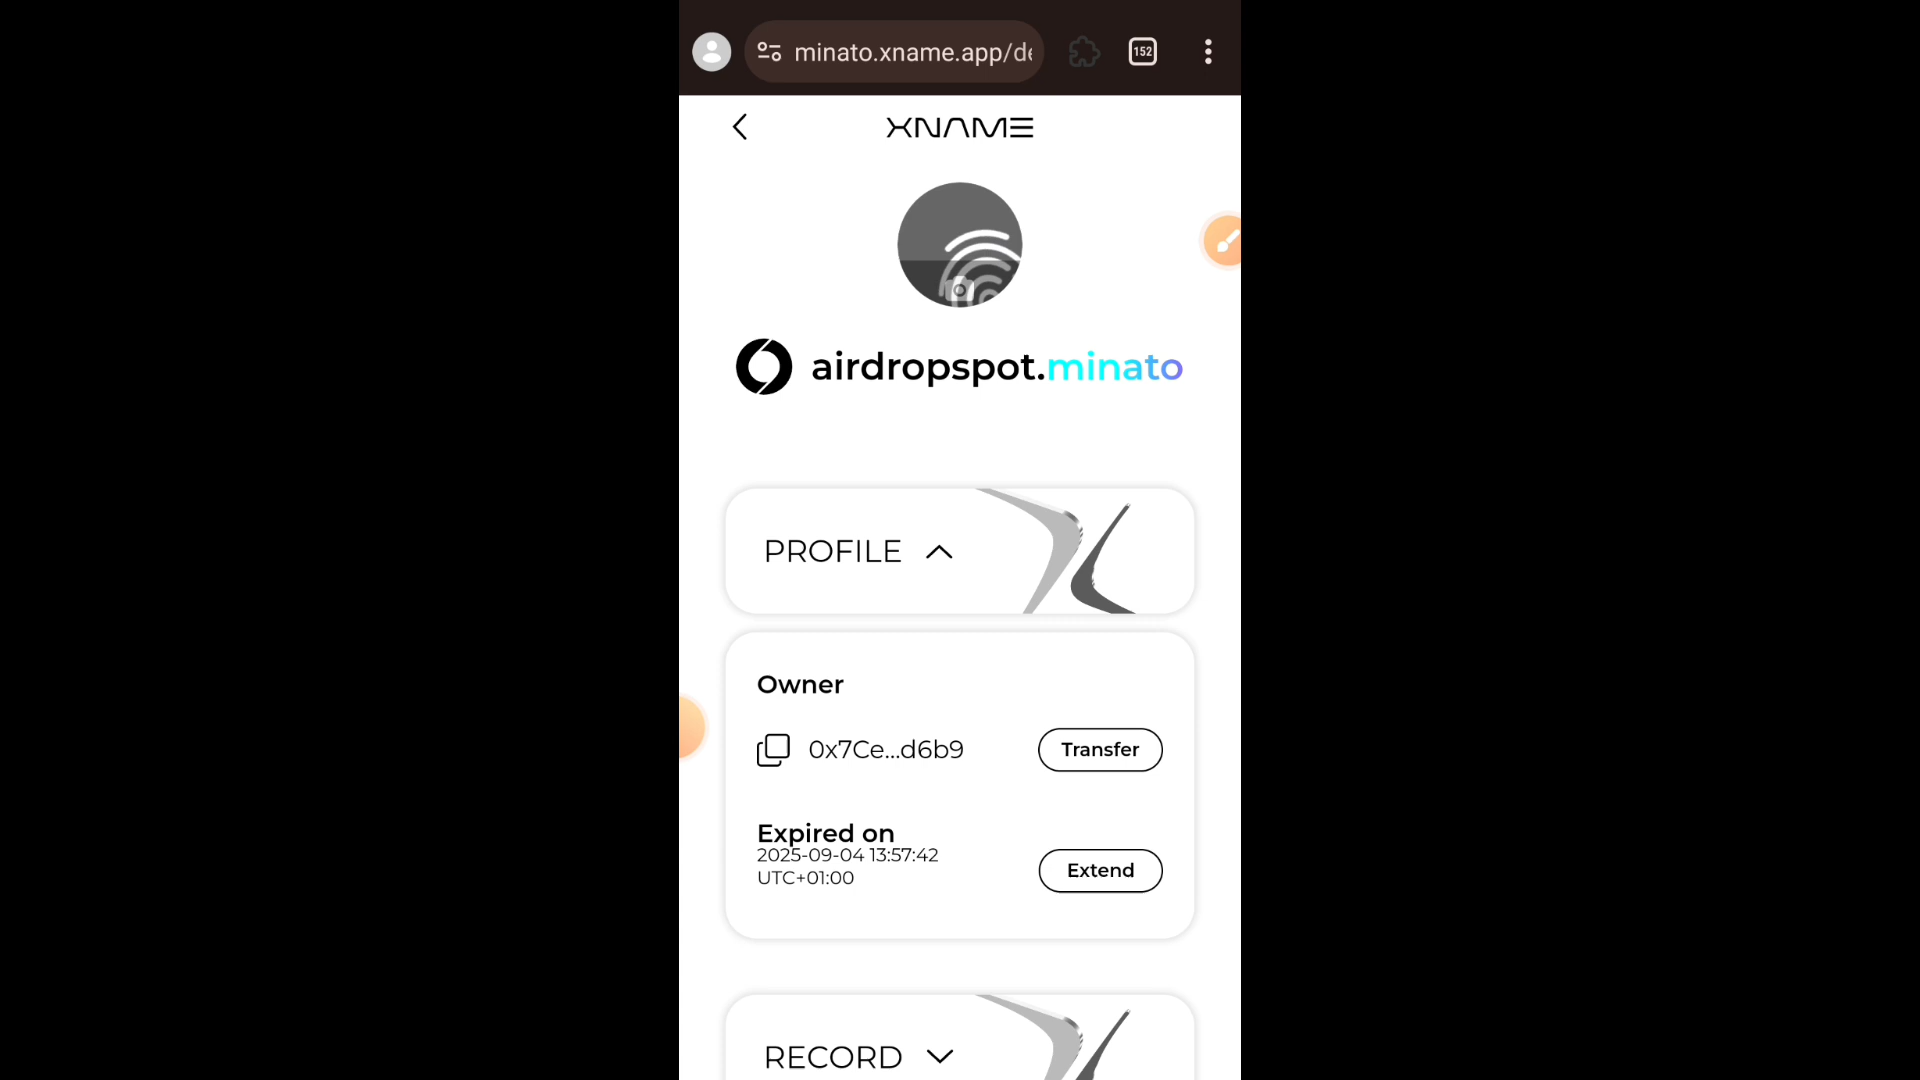 minato.xname.app/de
152
XNAME
airdropspot.minato
PROFILE
Owner
0x7Ce...d6b9
Transfer
Expired on
2025-09-04 13:57:42
UTC+01:00
Extend
RECORD